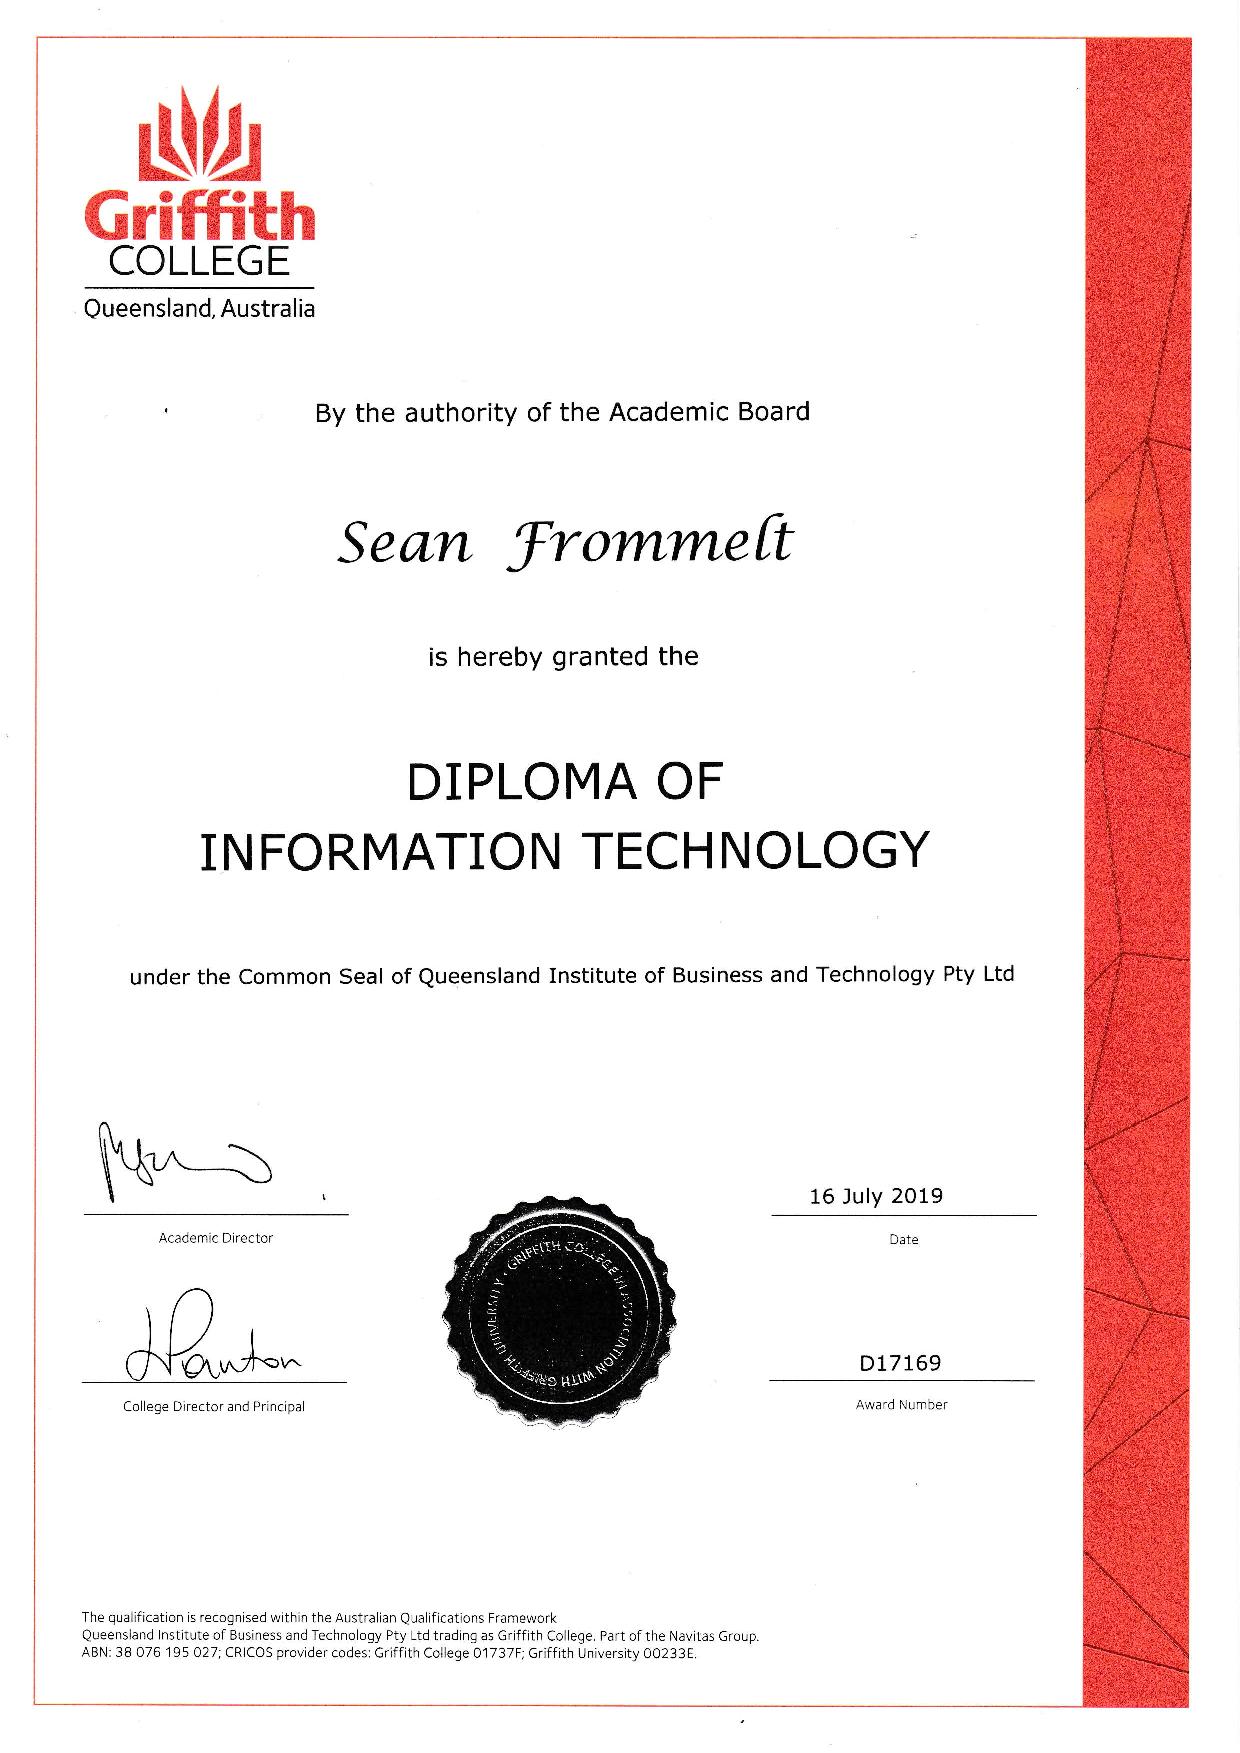 Griffith
COLLEGE
Queensland, Australia
By the authority of the Academic Board
Sean Frommelt
is hereby granted the
DIPLOMA OF
INFORMATION TECHNOLOGY
under the Common Seal of Queensland Institute of Business and Technology Pty Ltd
16 July 2019
Academic Director
Date
GRIFFITH COLLEGE IN ASSOCIATION WITH GRIFFITH UNIVERSITY
D17169
College Director and Principal
Award Number
The qualification is recognised within the Australian Qualifications Framework
Queensland Institute of Business and Technology Pty Ltd trading as Griffith College. Part of the Navitas Group.
ABN: 38 076 195 027; CRICOS provider codes: Griffith College 01737F; Griffith University 00233E.